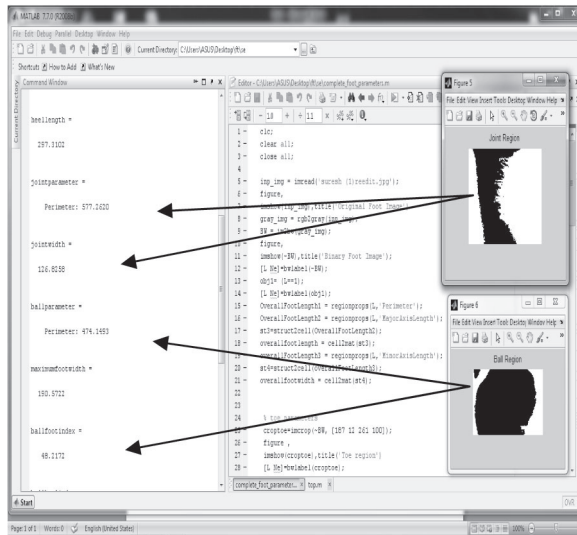 MATLAB 7.7.0 (R2008b)
File Edit Debug Parallel Desktop Window Help
Current Directory: C:\Users\ASUS\Desktop\ftuse
Shortcuts How to Add What's New
Current Directory
Command Window
heellength =
297.3102
jointparameter =
Perimeter: 577.2620
jointwidth =
126.8258
ballparameter =
Perimeter: 474.1493
maximumfootwidth =
150.5722
ballfootindex =
48.2172
Editor - C:\Users\ASUS\Desktop\ftuse\complete_foot_parameters.m
1 - clc;
2 - clear all;
3 - close all;
4
5 - inp_img = imread('suresh (1)reedit.jpg');
6 - figure,
7 - imshow(inp_img),title('Original Foot Image')
8 - gray_img = rgb2gray(inp_img);
9 - BW = im2bw(gray_img);
10 - figure,
11 - imshow(~BW),title('Binary Foot Image');
12 - [L Ne]=bwlabel(~BW);
13 - obj1= (L==1);
14 - [L Ne]=bwlabel(obj1);
15 - OverallFootLength1 = regionprops(L,'Perimeter');
16 - OverallFootLength2 = regionprops(L,'MajorAxisLength');
17 - st3=struct2cell(OverallFootLength2);
18 - overallfootlength = cell2mat(st3);
19 - overallfootLength3 = regionprops(L,'MinorAxisLength');
20 - st4=struct2cell(overallfootLength3);
21 - overallfootwidth = cell2mat(st4);
22
23
24 % toe parameters
25 - croptoe=imcrop(~BW, [187 12 261 100]);
26 - figure ,
27 - imshow(croptoe),title('Toe region')
28 - [L Ne]=bwlabel(croptoe);
complete_foot_parameter... × top.m ×
Figure 5
File Edit View Insert Tools Desktop Window Help
Joint Region
Figure 6
File Edit View Insert Tools Desktop Window Help
Ball Region
Start
OVR
Page: 1 of 1 Words: 0 English (United States)
100%